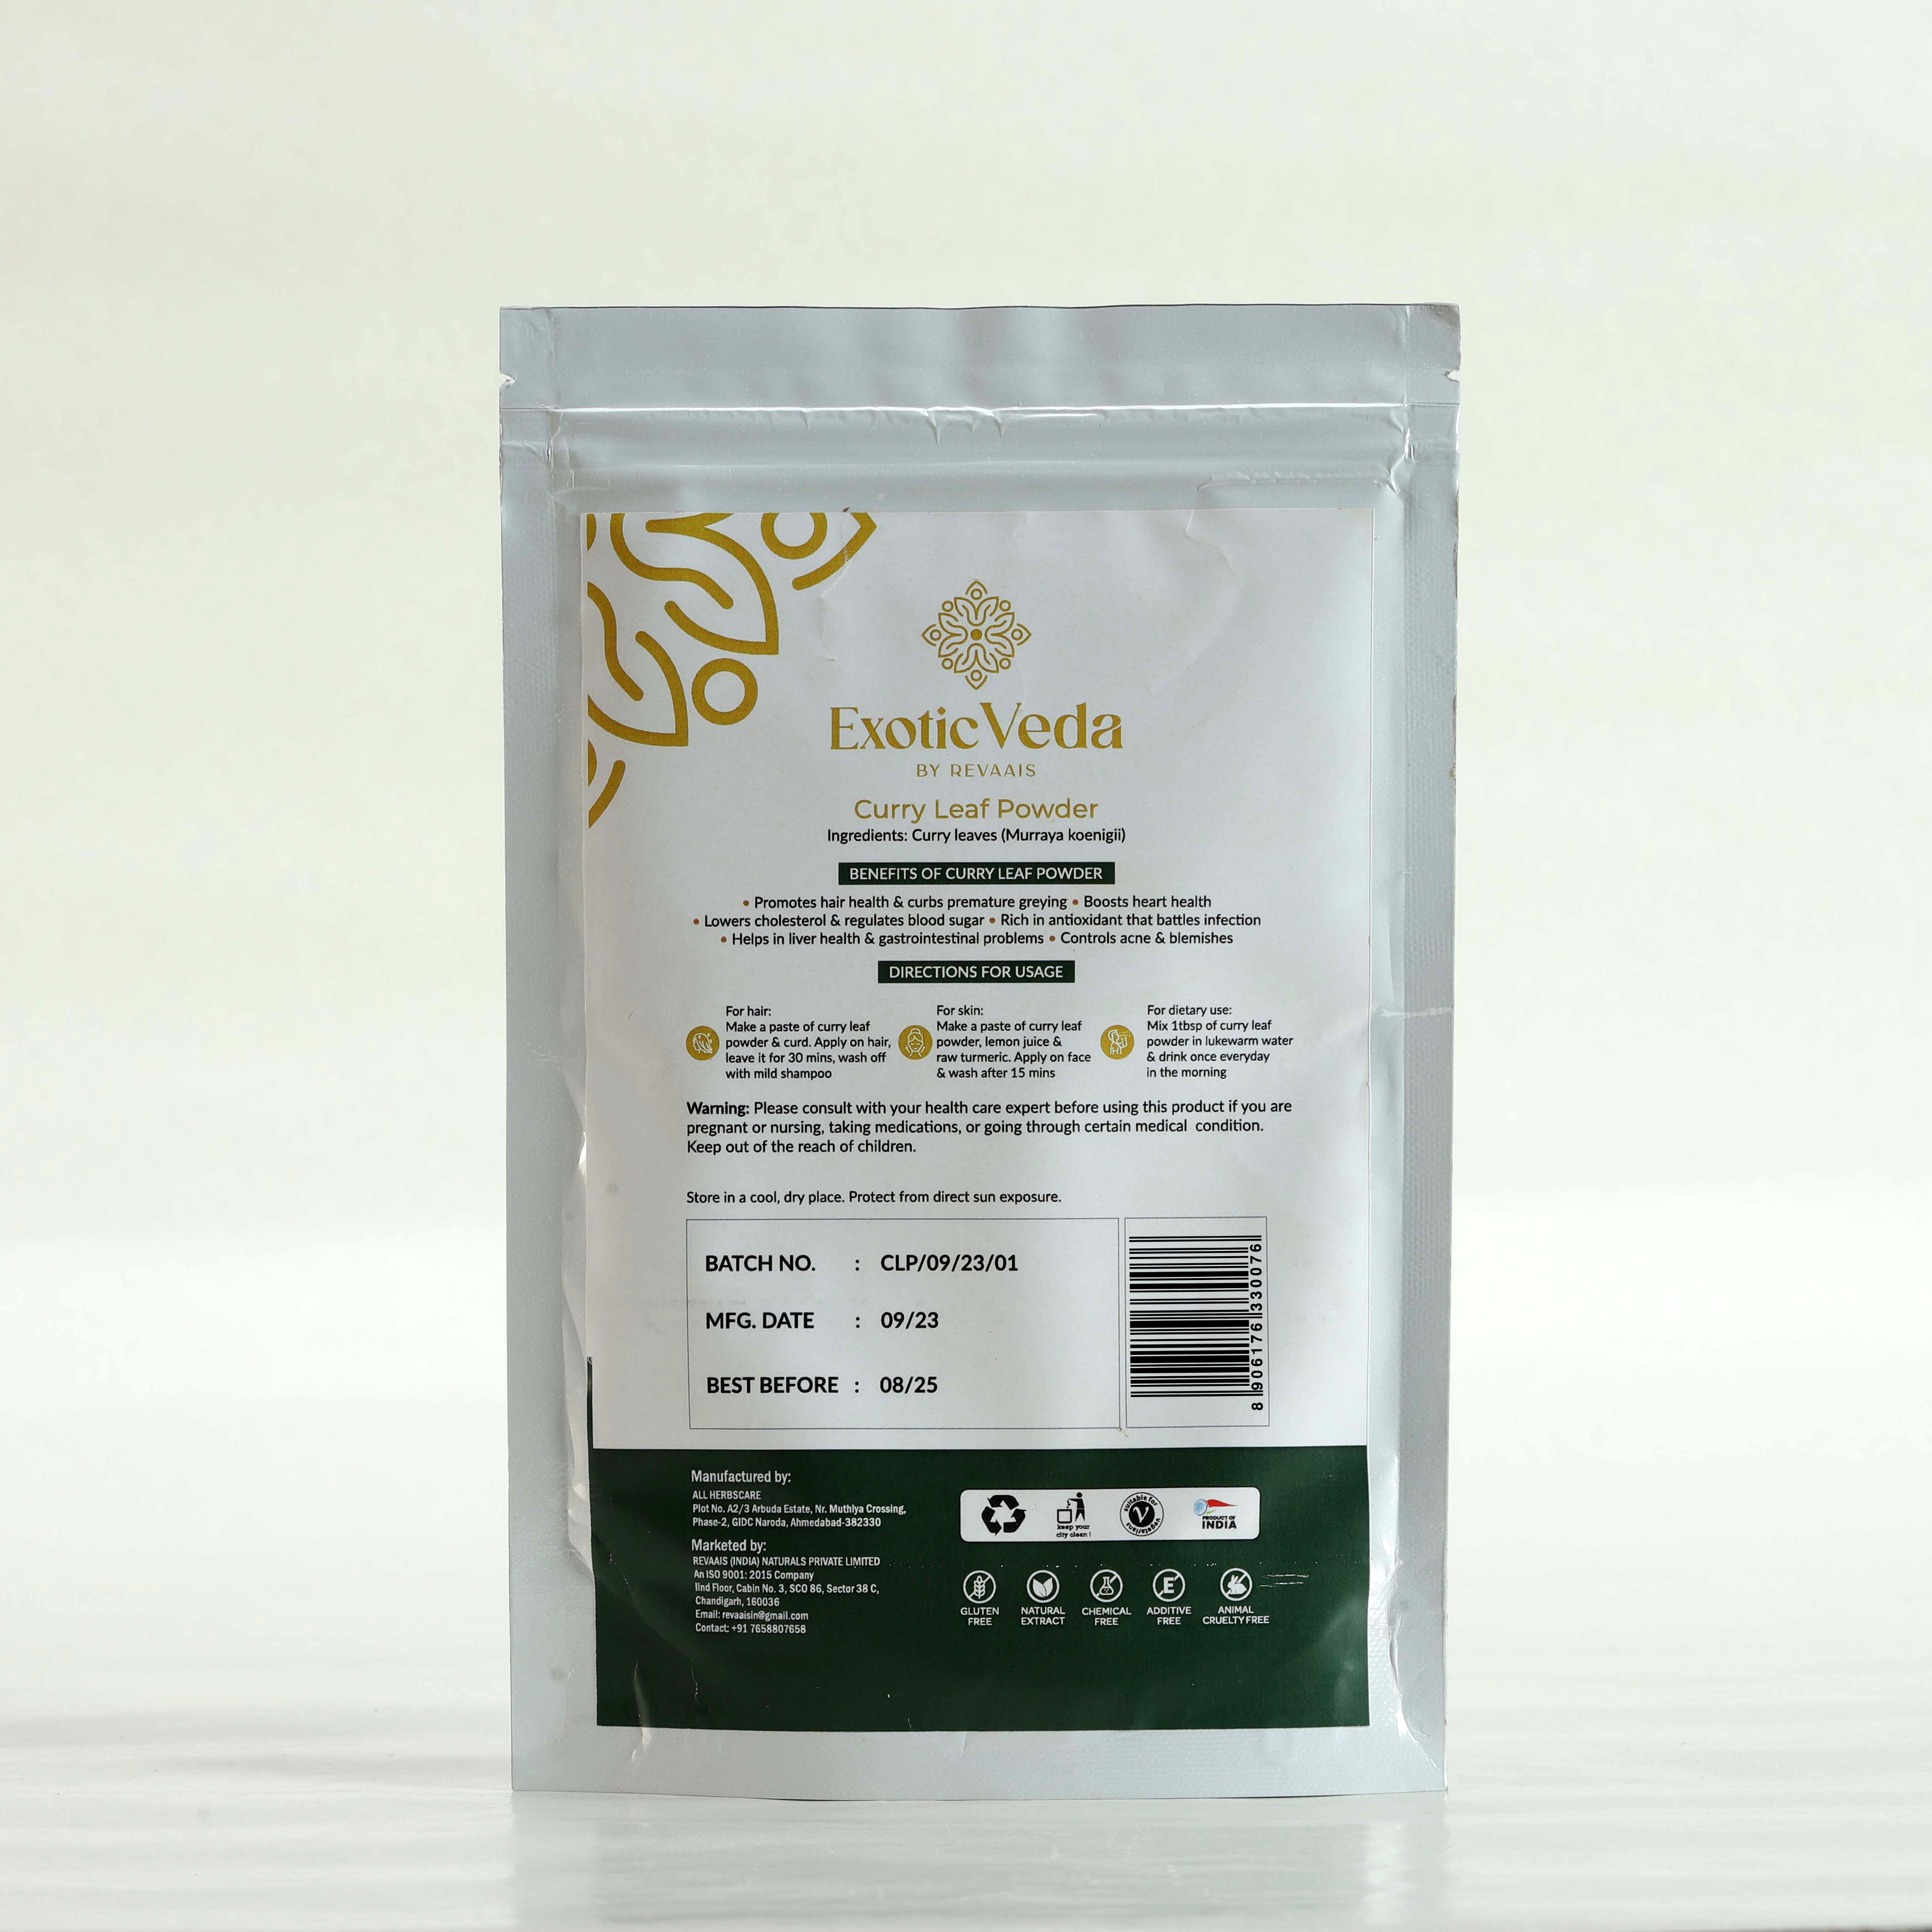 ExoticVeda
BY REVAAIS
Curry Leaf Powder
Ingredients: Curry leaves (Murraya koenigii)
BENEFITS OF CURRY LEAF POWDER
• Promotes hair health & curbs premature greying • Boosts heart health
• Lowers cholesterol & regulates blood sugar • Rich in antioxidant that battles infection
• Helps in liver health & gastrointestinal problems • Controls acne & blemishes
DIRECTIONS FOR USAGE
For hair:
Make a paste of curry leaf
powder & curd. Apply on hair,
leave it for 30 mins, wash off
with mild shampoo
For skin:
Make a paste of curry leaf
powder, lemon juice &
raw turmeric. Apply on face
& wash after 15 mins
For dietary use:
Mix 1tbsp of curry leaf
powder in lukewarm water
& drink once everyday
in the morning
Warning: Please consult with your health care expert before using this product if you are
pregnant or nursing, taking medications, or going through certain medical condition.
Keep out of the reach of children.
Store in a cool, dry place. Protect from direct sun exposure.
BATCH NO. : CLP/09/23/01
MFG. DATE : 09/23
BEST BEFORE : 08/25
8 906176 330076
Manufactured by:
ALL HERBSCARE
Plot No. A2/3 Arbuda Estate, Nr. Muthiya Crossing,
Phase-2, GIDC Naroda, Ahmedabad-382330
Marketed by:
REVAAIS (INDIA) NATURALS PRIVATE LIMITED
An ISO 9001: 2015 Company
IInd Floor, Cabin No. 3, SCO 86, Sector 38 C,
Chandigarh, 160036
Email: revaaisin@gmail.com
Contact: +91 7658807658
keep your
city clean !
suitable for
V
vegetarians
PRODUCT OF
INDIA
GLUTEN
FREE
NATURAL
EXTRACT
CHEMICAL
FREE
E
ADDITIVE
FREE
ANIMAL
CRUELTY FREE